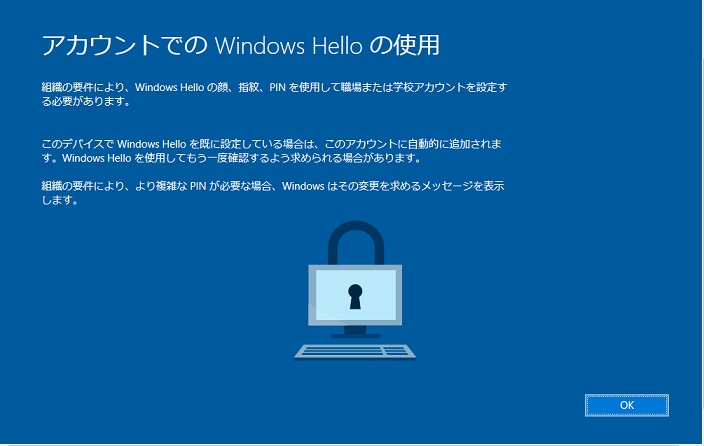 アカウントでの Windows Hello の使用
組織の要件により、Windows Hello の顔、指紋、PIN を使用して職場または学校アカウントを設定す
る必要があります。
このデバイスで Windows Hello を既に設定している場合は、このアカウントに自動的に追加されま
す。Windows Hello を使用してもう一度確認するよう求められる場合があります。
組織の要件により、より複雑な PIN が必要な場合、Windows はその変更を求めるメッセージを表示
します。
OK